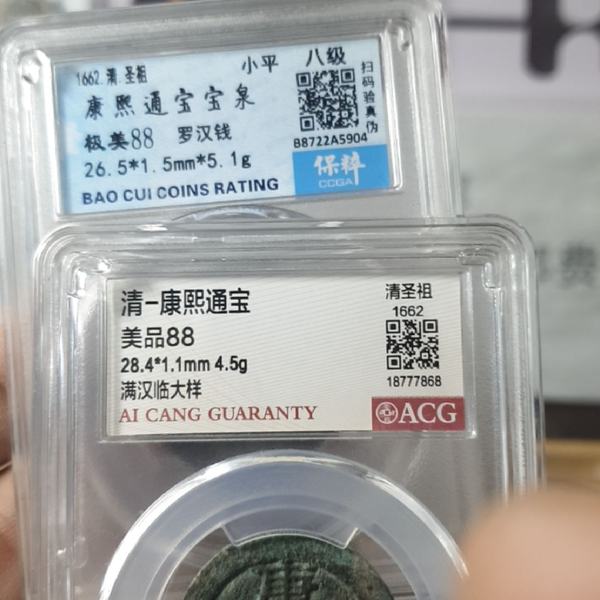 1662.清.圣祖
小平 八级
康熙通宝宝泉
极美88 罗汉钱
26.5*1.5mm*5.1g
BAO CUI COINS RATING
扫码验真伪
B8722A5904
保粹
CCGA
清-康熙通宝
美品88
28.4*1.1mm 4.5g
满汉临大样
AI CANG GUARANTY
清圣祖
1662
18777868
ACG
费